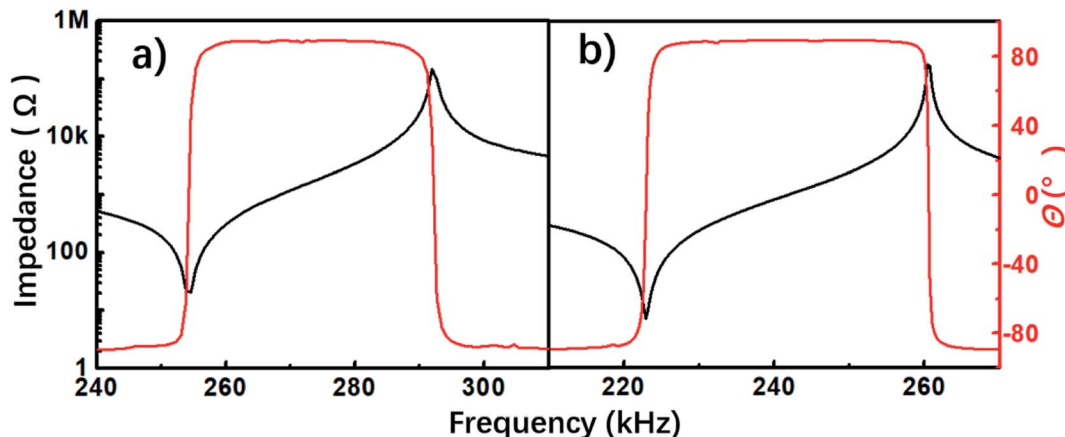 1M
10k
100
1
Impedance ( Ω )
a)
b)
80
40
0
-40
-80
Θ(°)
240 260 280 300 220 240 260
Frequency (kHz)